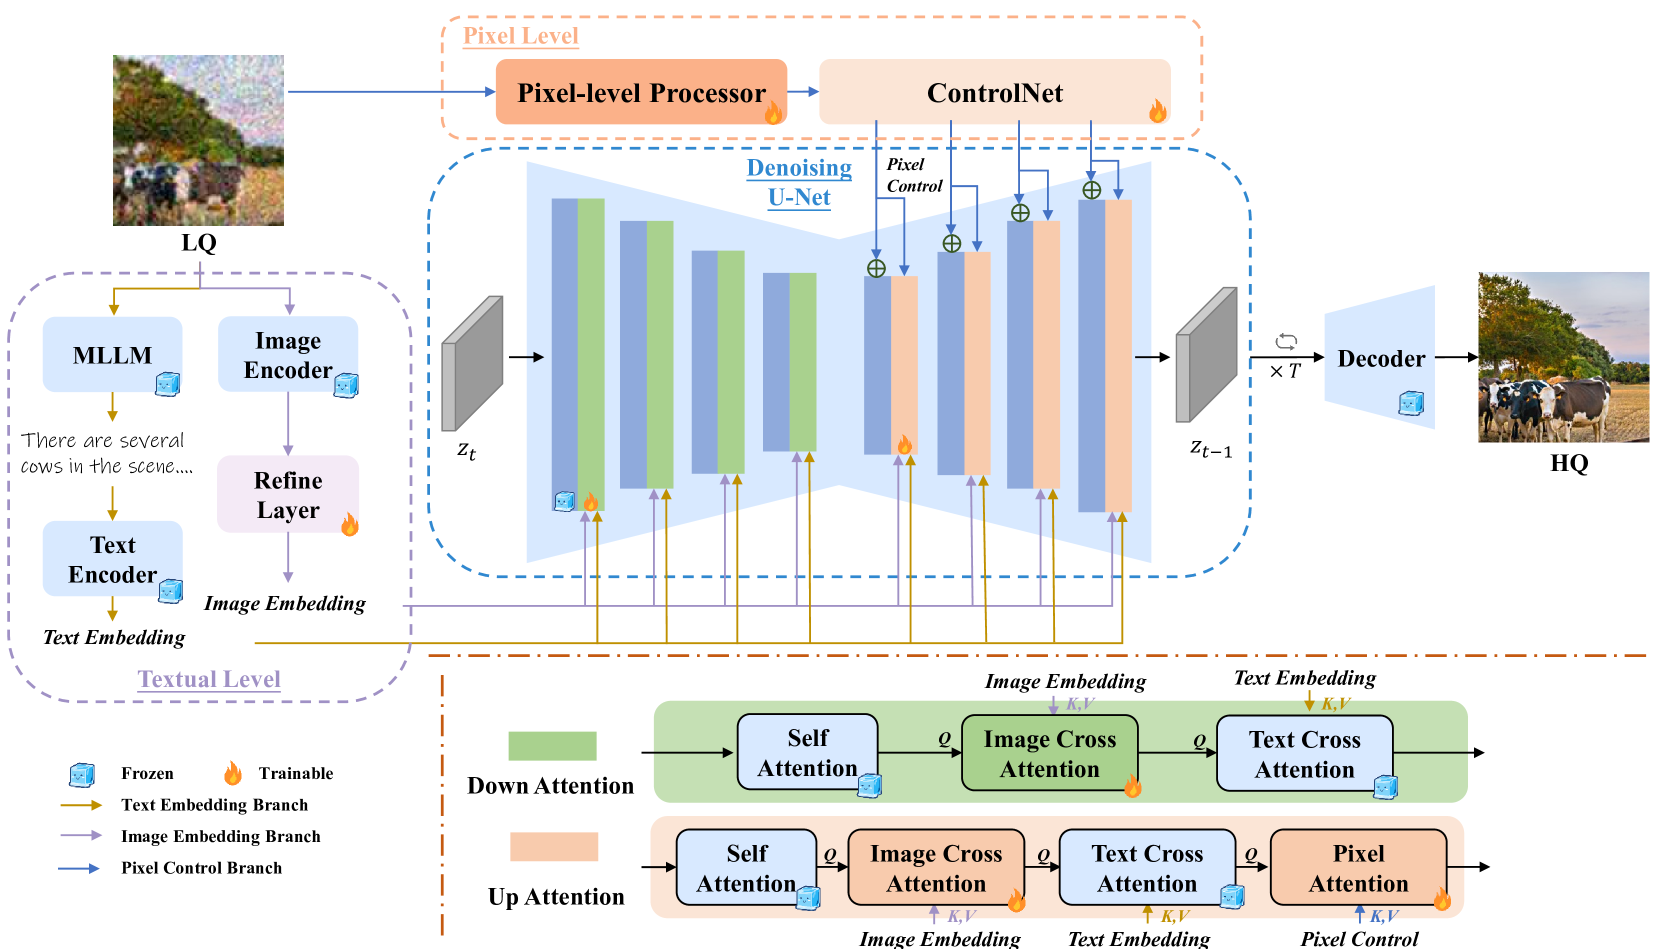 Pixel Level
Pixel-level Processor
ControlNet
LQ
Denoising
U-Net
Pixel
Control
MLLM
Image
Encoder
There are several
cows in the scene....
Refine
Layer
Text
Encoder
Image Embedding
Text Embedding
Textual Level
z_t
z_{t−1}
× T
Decoder
HQ
Frozen
Trainable
Text Embedding Branch
Image Embedding Branch
Pixel Control Branch
Down Attention
Image Embedding
K,V
Text Embedding
K,V
Self
Attention
Q
Image Cross
Attention
Q
Text Cross
Attention
Up Attention
Self
Attention
Q
Image Cross
Attention
Q
Text Cross
Attention
Q
Pixel
Attention
K,V
Image Embedding
K,V
Text Embedding
K,V
Pixel Control